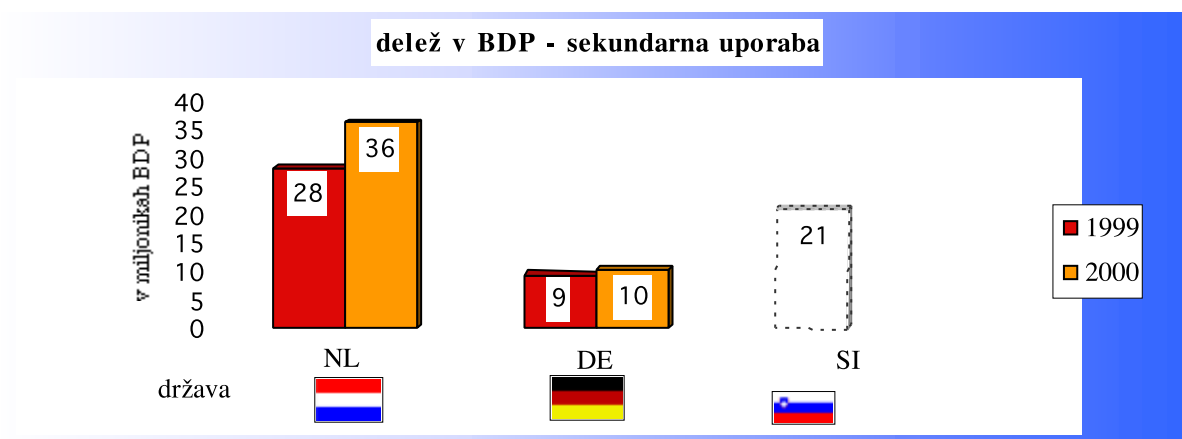 delež v BDP - sekundarna uporaba
v miljonikah BDP
40
35
30
25
20
15
10
5
0
28
36
9
10
21
1999
2000
NL
DE
SI
država